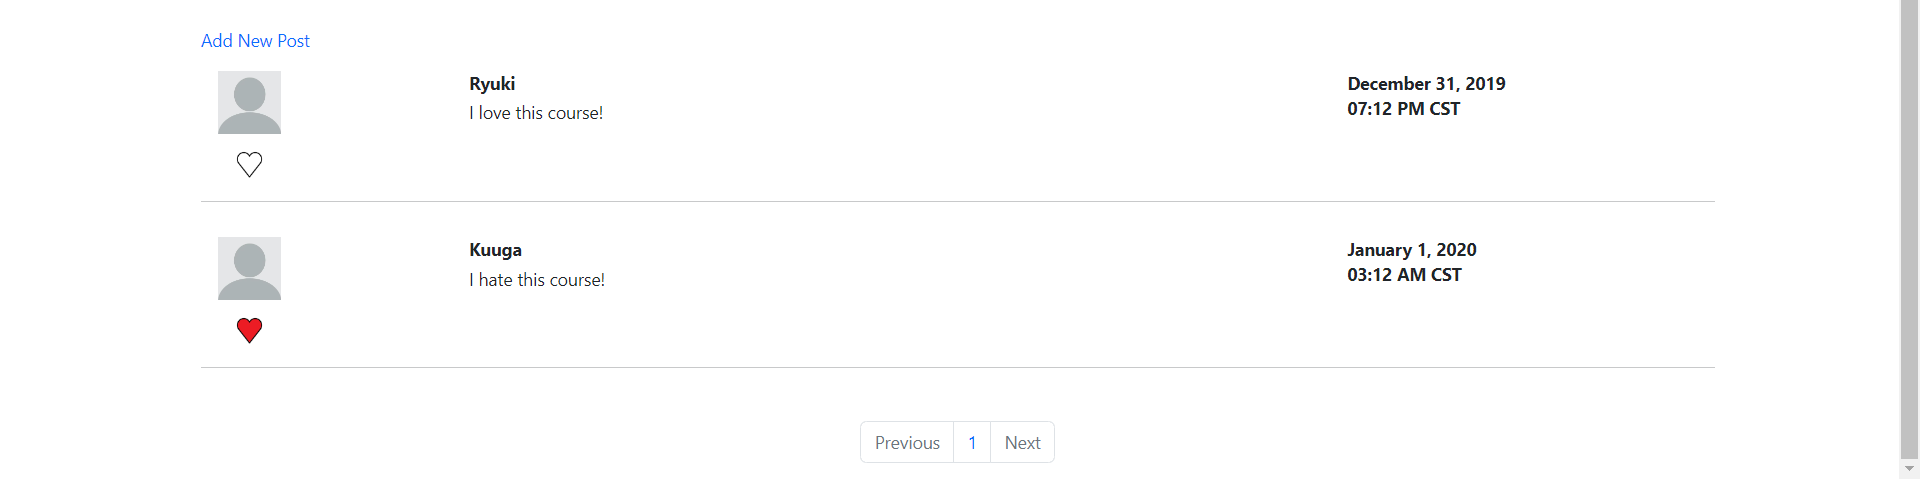 Add New Post
Ryuki
I love this course!
December 31, 2019
07:12 PM CST
Kuuga
I hate this course!
January 1, 2020
03:12 AM CST
Previous 1 Next